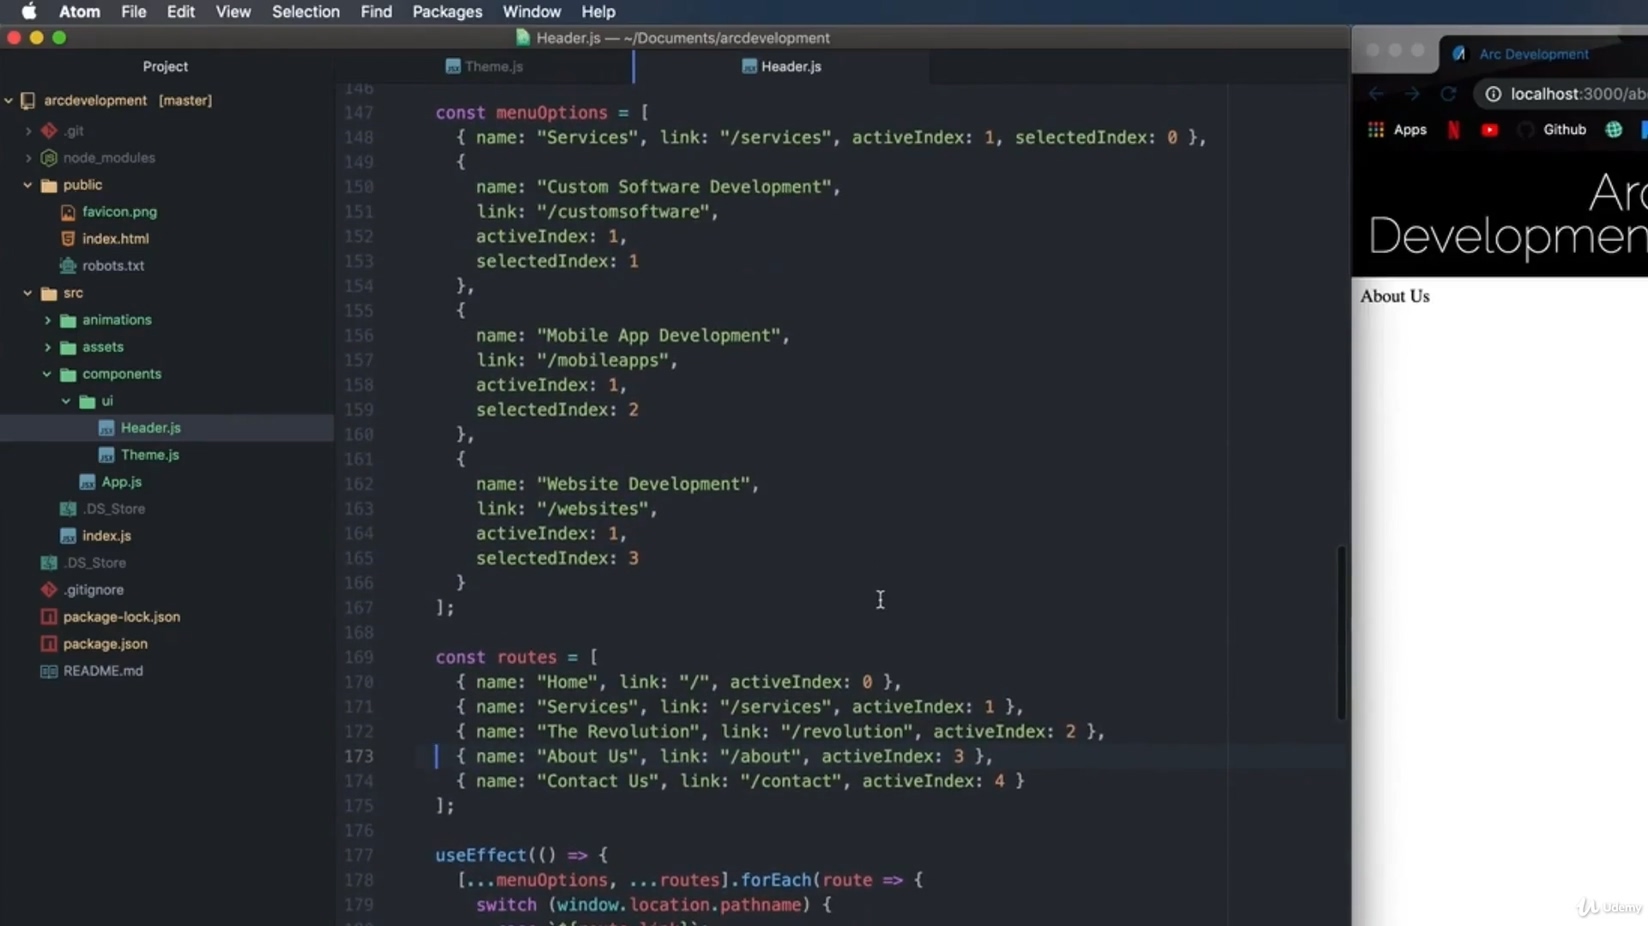 Atom File Edit View Selection Find Packages Window Help
Header.js — ~/Documents/arcdevelopment
Project
Theme.js
Header.js
arcdevelopment [master]
.git
node_modules
public
favicon.png
index.html
robots.txt
src
animations
assets
components
ui
Header.js
Theme.js
App.js
.DS_Store
index.js
.DS_Store
.gitignore
package-lock.json
package.json
README.md
146
147 const menuOptions = [
148 { name: "Services", link: "/services", activeIndex: 1, selectedIndex: 0 },
149 {
150 name: "Custom Software Development",
151 link: "/customsoftware",
152 activeIndex: 1,
153 selectedIndex: 1
154 },
155 {
156 name: "Mobile App Development",
157 link: "/mobileapps",
158 activeIndex: 1,
159 selectedIndex: 2
160 },
161 {
162 name: "Website Development",
163 link: "/websites",
164 activeIndex: 1,
165 selectedIndex: 3
166 }
167 ];
168
169 const routes = [
170 { name: "Home", link: "/", activeIndex: 0 },
171 { name: "Services", link: "/services", activeIndex: 1 },
172 { name: "The Revolution", link: "/revolution", activeIndex: 2 },
173 { name: "About Us", link: "/about", activeIndex: 3 },
174 { name: "Contact Us", link: "/contact", activeIndex: 4 }
175 ];
176
177 useEffect(() => {
178 [...menuOptions, ...routes].forEach(route => {
179 switch (window.location.pathname) {
Arc Development
localhost:3000/abo
Apps Github
Arc
Developmen
About Us
Udemy